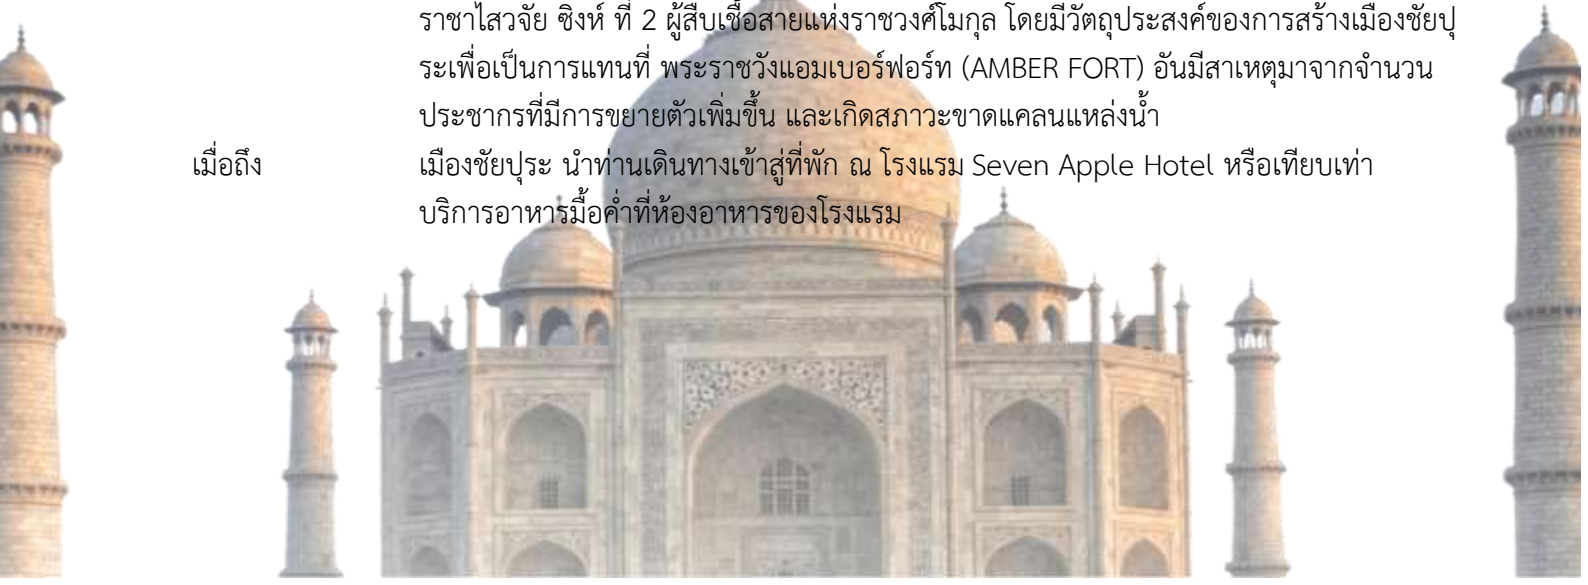 ราชาไสวจัย ซิงห์ ที่ 2 ผู้สืบเชื้อสายแห่งราชวงศ์โมกุล โดยมีวัตถุประสงค์ของการสร้างเมืองชัยปุ
ระเพื่อเป็นการแทนที่ พระราชวังแอมเบอร์ฟอร์ท (AMBER FORT) อันมีสาเหตุมาจากจำนวน
ประชากรที่มีการขยายตัวเพิ่มขึ้น และเกิดสภาวะขาดแคลนแหล่งน้ำ
เมื่อถึง เมืองชัยปุระ นำท่านเดินทางเข้าสู่ที่พัก ณ โรงแรม Seven Apple Hotel หรือเทียบเท่า
บริการอาหารมื้อค่ำที่ห้องอาหารของโรงแรม